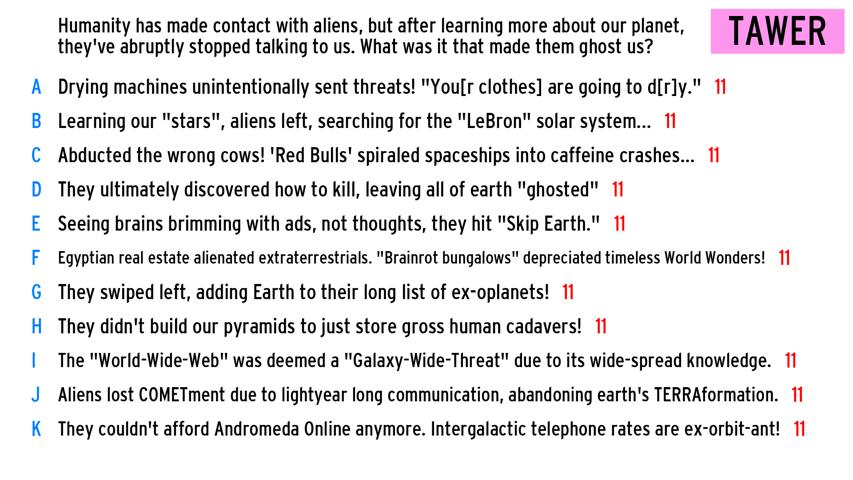 Humanity has made contact with aliens, but after learning more about our planet,
they've abruptly stopped talking to us. What was it that made them ghost us?
TAWER
A Drying machines unintentionally sent threats! "You[r clothes] are going to d[r]y." 11
B Learning our "stars", aliens left, searching for the "LeBron" solar system... 11
C Abducted the wrong cows! 'Red Bulls' spiraled spaceships into caffeine crashes... 11
D They ultimately discovered how to kill, leaving all of earth "ghosted" 11
E Seeing brains brimming with ads, not thoughts, they hit "Skip Earth." 11
F Egyptian real estate alienated extraterrestrials. "Brainrot bungalows" depreciated timeless World Wonders! 11
G They swiped left, adding Earth to their long list of ex-oplanets! 11
H They didn't build our pyramids to just store gross human cadavers! 11
I The "World-Wide-Web" was deemed a "Galaxy-Wide-Threat" due to its wide-spread knowledge. 11
J Aliens lost COMETment due to lightyear long communication, abandoning earth's TERRAformation. 11
K They couldn't afford Andromeda Online anymore. Intergalactic telephone rates are ex-orbit-ant! 11